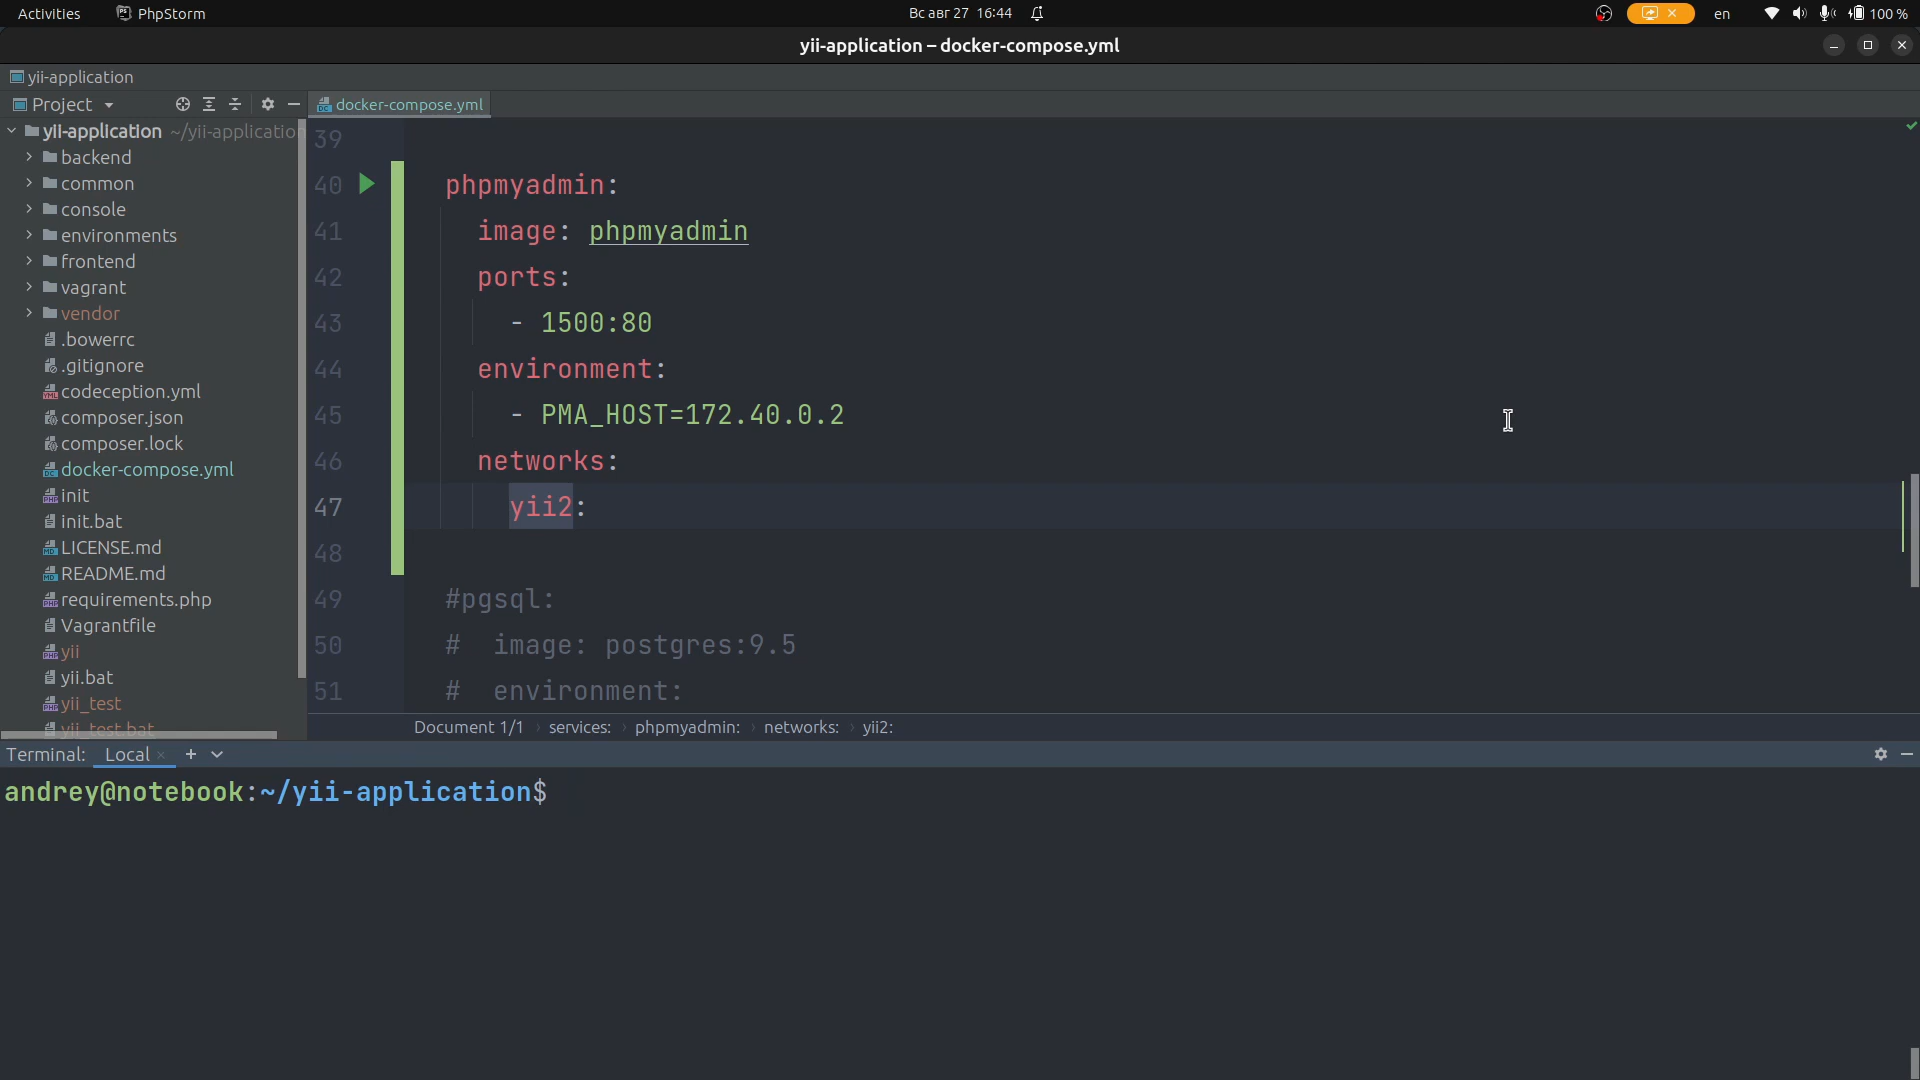 Activities PhpStorm Вс авг 27 16:44 en 100 %
yii-application – docker-compose.yml
yii-application
Project docker-compose.yml
yii-application ~/yii-application
backend
common
console
environments
frontend
vagrant
vendor
.bowerrc
.gitignore
codeception.yml
composer.json
composer.lock
docker-compose.yml
init
init.bat
LICENSE.md
README.md
requirements.php
Vagrantfile
yii
yii.bat
yii_test
yii_test.bat
39
40 phpmyadmin:
41 image: phpmyadmin
42 ports:
43 - 1500:80
44 environment:
45 - PMA_HOST=172.40.0.2
46 networks:
47 yii2:
48
49 #pgsql:
50 # image: postgres:9.5
51 # environment:
Document 1/1 › services: › phpmyadmin: › networks: › yii2:
Terminal: Local × +
andrey@notebook:~/yii-application$